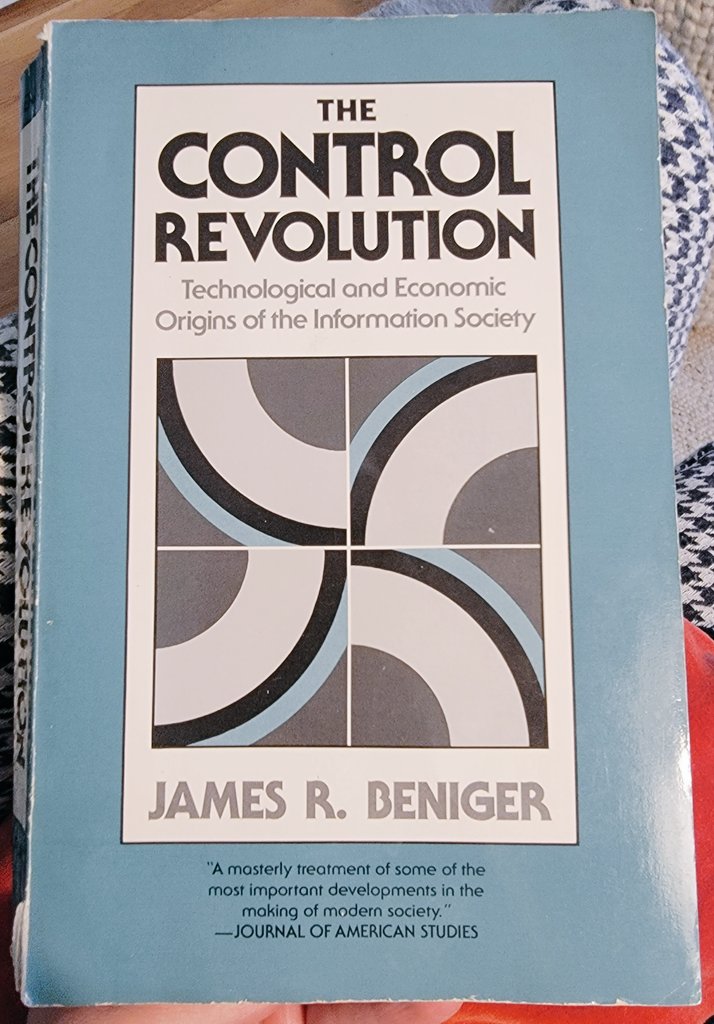 THE
CONTROL
REVOLUTION
Technological and Economic
Origins of the Information Society
JAMES R. BENIGER
"A masterly treatment of some of the
most important developments in the
making of modern society."
—JOURNAL OF AMERICAN STUDIES
THE CONTROL REVOLUTION